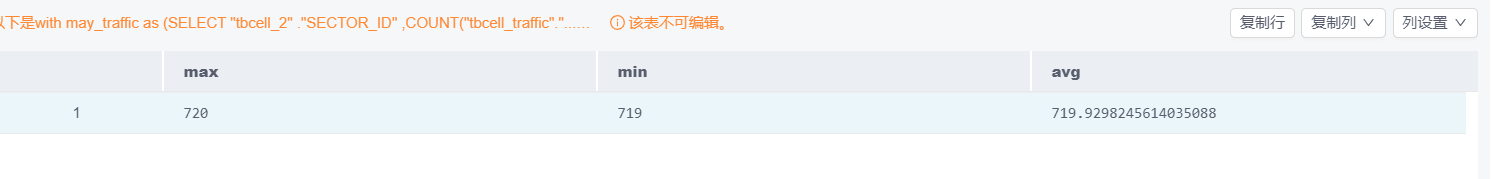 以下是with may_traffic as (SELECT "tbcell_2" ."SECTOR_ID" ,COUNT("tbcell_traffic"."...... 该表不可编辑。 复制行 复制列 列设置
max min avg
1 720 719 719.9298245614035088